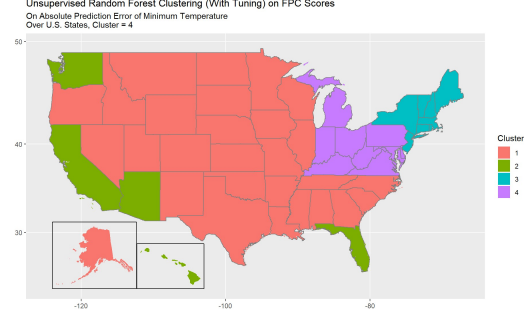 Unsupervised Random Forest Clustering (With Tuning) on FPC Scores
On Absolute Prediction Error of Minimum Temperature
Over U.S. States, Cluster = 4
50
40
30
-120
-100
-80
Cluster
1
2
3
4